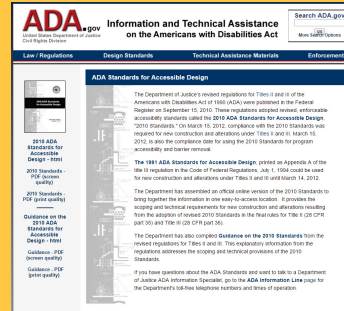 ADA.gov
United States Department of Justice
Civil Rights Division
Information and Technical Assistance
on the Americans with Disabilities Act
Search ADA.gov
More Search Options
Law / Regulations
Design Standards
Technical Assistance Materials
Enforcement
ADA Standards for Accessible Design
2010 ADA
Standards for
Accessible
Design - html
2010 Standards -
PDF (screen
quality)
2010 Standards -
PDF (print quality)
Guidance on the
2010 ADA
Standards for
Accessible
Design - html
Guidance - PDF
(screen quality)
Guidance - PDF
(print quality)
The Department of Justice's revised regulations for Titles II and III of the
Americans with Disabilities Act of 1990 (ADA) were published in the Federal
Register on September 15, 2010. These regulations adopted revised, enforceable
accessibility standards called the 2010 ADA Standards for Accessible Design,
"2010 Standards." On March 15, 2012, compliance with the 2010 Standards was
required for new construction and alterations under Titles II and III. March 15,
2012, is also the compliance date for using the 2010 Standards for program
accessibility and barrier removal.
The 1991 ADA Standards for Accessible Design, printed as Appendix A of the
title III regulation in the Code of Federal Regulations, July 1, 1994 could be used
for new construction and alterations under Titles II and III until March 14, 2012.
The Department has assembled an official online version of the 2010 Standards to
bring together the information in one easy-to-access location. It provides the
scoping and technical requirements for new construction and alterations resulting
from the adoption of revised 2010 Standards in the final rules for Title II (28 CFR
part 35) and Title III (28 CFR part 36).
The Department has also compiled Guidance on the 2010 Standards from the
revised regulations for Titles II and III. This explanatory information from the
regulations addresses the scoping and technical provisions of the 2010
Standards.
If you have questions about the ADA Standards and want to talk to a Department
of Justice ADA Information Specialist, go to the ADA Information Line page for
the Department's toll-free telephone numbers and times of operation.